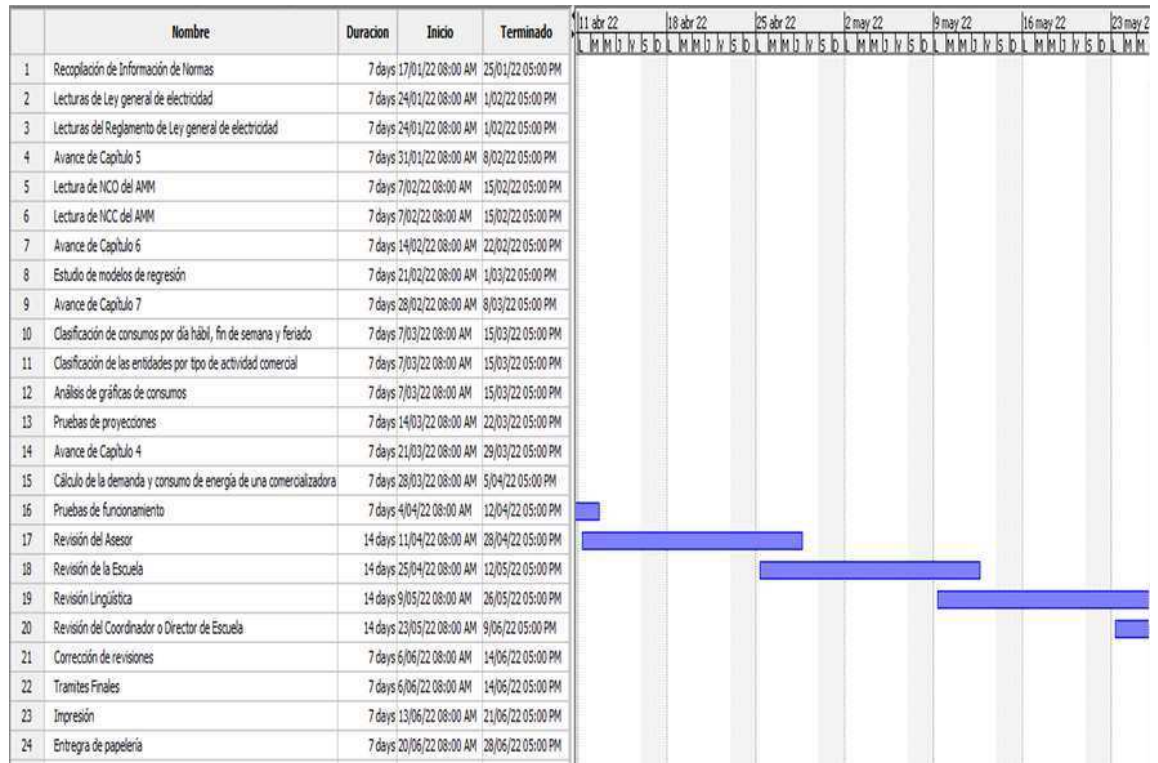 Nombre Duracion Inicio Terminado
11 abr 22 18 abr 22 25 abr 22 2 may 22 9 may 22 16 may 22 23 may 2
L M M J V S D L M M J V S D L M M J V S D L M M J V S D L M M J V S D L M M J V S D L M M
1 Recopilación de Información de Normas 7 days 17/01/22 08:00 AM 25/01/22 05:00 PM
2 Lecturas de Ley general de electricidad 7 days 24/01/22 08:00 AM 1/02/22 05:00 PM
3 Lecturas del Reglamento de Ley general de electricidad 7 days 24/01/22 08:00 AM 1/02/22 05:00 PM
4 Avance de Capítulo 5 7 days 31/01/22 08:00 AM 8/02/22 05:00 PM
5 Lectura de NCO del AMM 7 days 7/02/22 08:00 AM 15/02/22 05:00 PM
6 Lectura de NCC del AMM 7 days 7/02/22 08:00 AM 15/02/22 05:00 PM
7 Avance de Capítulo 6 7 days 14/02/22 08:00 AM 22/02/22 05:00 PM
8 Estudio de modelos de regresión 7 days 21/02/22 08:00 AM 1/03/22 05:00 PM
9 Avance de Capítulo 7 7 days 28/02/22 08:00 AM 8/03/22 05:00 PM
10 Clasificación de consumos por día hábil, fin de semana y feriado 7 days 7/03/22 08:00 AM 15/03/22 05:00 PM
11 Clasificación de las entidades por tipo de actividad comercial 7 days 7/03/22 08:00 AM 15/03/22 05:00 PM
12 Análisis de gráficas de consumos 7 days 7/03/22 08:00 AM 15/03/22 05:00 PM
13 Pruebas de proyecciones 7 days 14/03/22 08:00 AM 22/03/22 05:00 PM
14 Avance de Capítulo 4 7 days 21/03/22 08:00 AM 29/03/22 05:00 PM
15 Cálculo de la demanda y consumo de energía de una comercializadora 7 days 28/03/22 08:00 AM 5/04/22 05:00 PM
16 Pruebas de funcionamiento 7 days 4/04/22 08:00 AM 12/04/22 05:00 PM
17 Revisión del Asesor 14 days 11/04/22 08:00 AM 28/04/22 05:00 PM
18 Revisión de la Escuela 14 days 25/04/22 08:00 AM 12/05/22 05:00 PM
19 Revisión Lingüística 14 days 9/05/22 08:00 AM 26/05/22 05:00 PM
20 Revisión del Coordinador o Director de Escuela 14 days 23/05/22 08:00 AM 9/06/22 05:00 PM
21 Corrección de revisiones 7 days 6/06/22 08:00 AM 14/06/22 05:00 PM
22 Tramites Finales 7 days 6/06/22 08:00 AM 14/06/22 05:00 PM
23 Impresión 7 days 13/06/22 08:00 AM 21/06/22 05:00 PM
24 Entregra de papelería 7 days 20/06/22 08:00 AM 28/06/22 05:00 PM